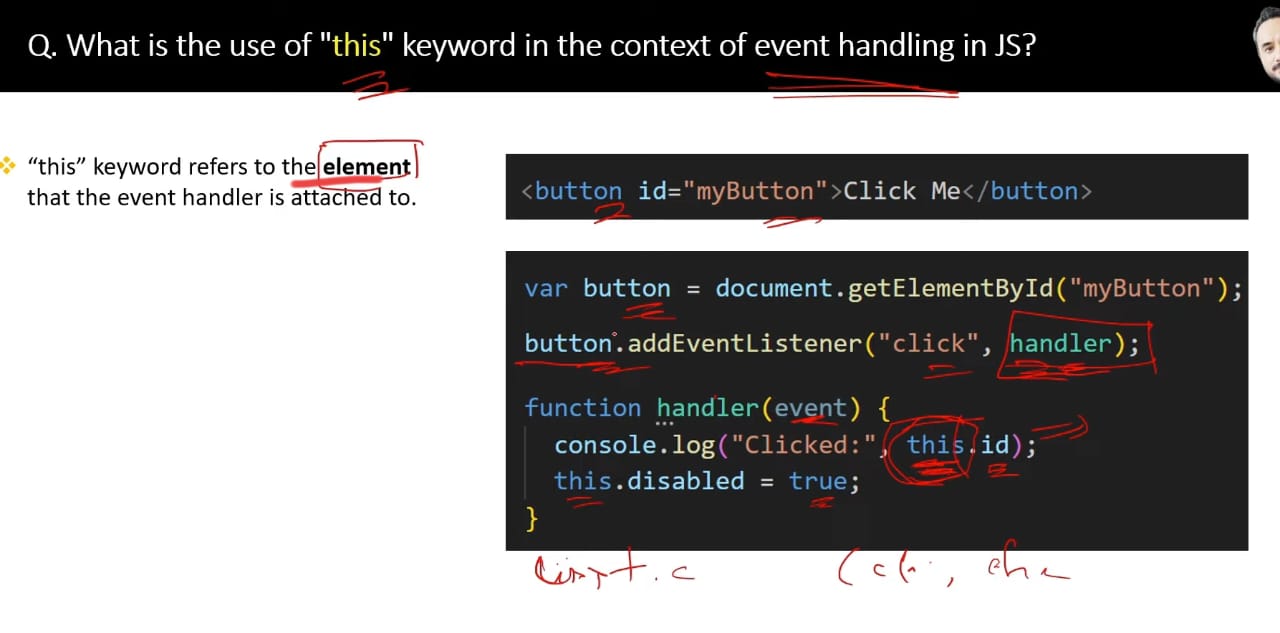 Q. What is the use of "this" keyword in the context of event handling in JS?
“this” keyword refers to the element
that the event handler is attached to.
<button id="myButton">Click Me</button>
var button = document.getElementById("myButton");
button.addEventListener("click", handler);
function handler(event) {
console.log("Clicked:", this.id);
this.disabled = true;
}